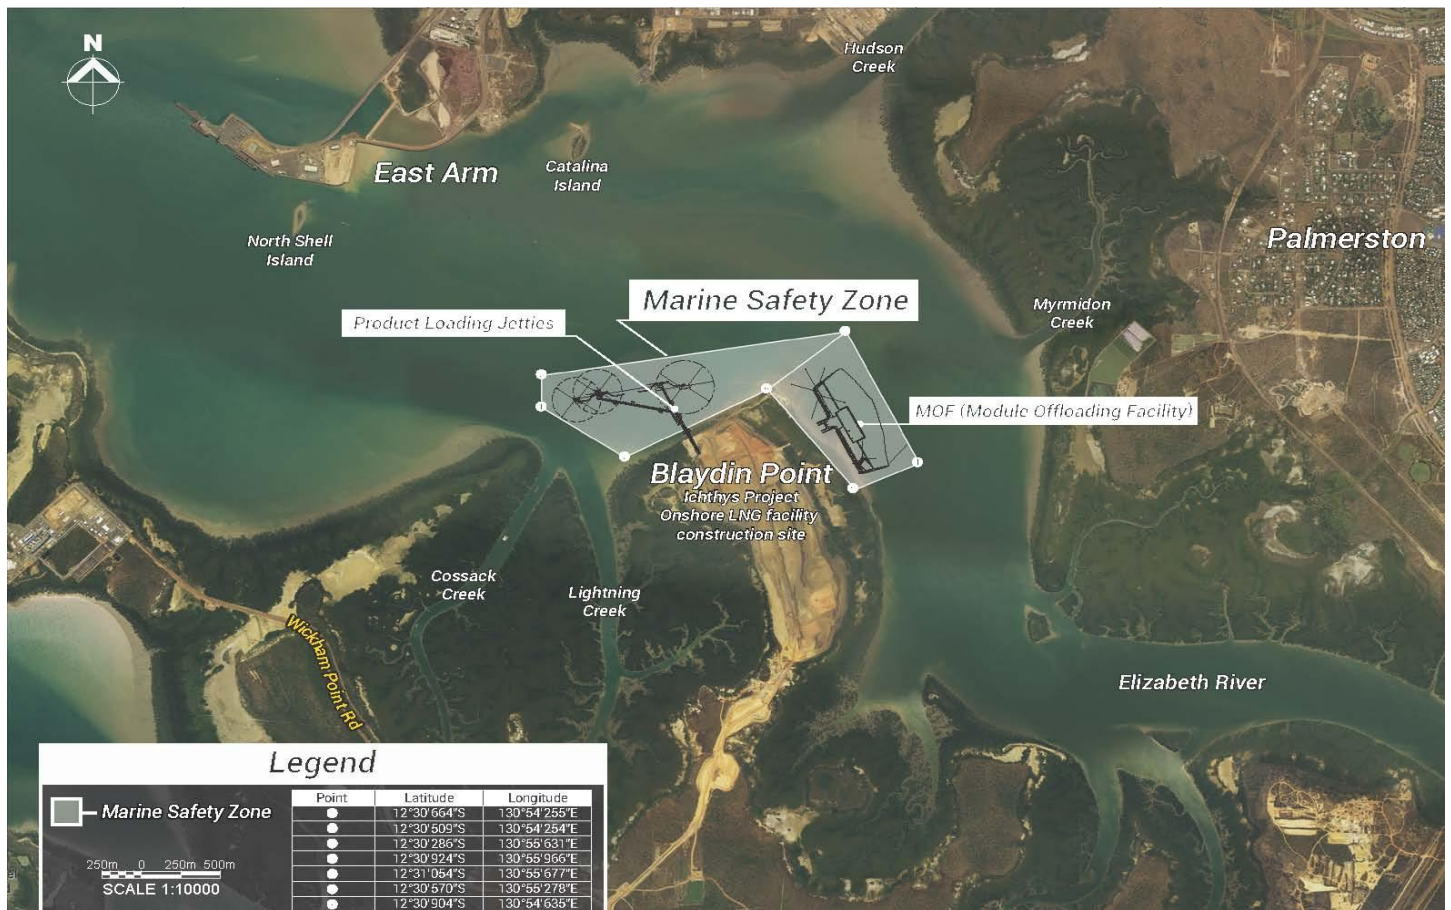 N
Hudson
Creek
East Arm
Catalina
Island
North Shell
Island
Palmerston
Marine Safety Zone
Myrmidon
Creek
Product Loading Jetties
MOF (Module Offloading Facility)
Blaydin Point
Ichthys Project
Onshore LNG facility
construction site
Cossack
Creek
Lightning
Creek
Wickham Point Rd
Elizabeth River
Legend
Marine Safety Zone
Point Latitude Longitude
12°30'664"S 130°54'255"E
12°30'509"S 130°54'254"E
12°30'286"S 130°55'631"E
12°30'924"S 130°55'966"E
12°31'054"S 130°55'677"E
12°30'570"S 130°55'278"E
12°30'904"S 130°54'635"E
250m 0 250m 500m
SCALE 1:10000